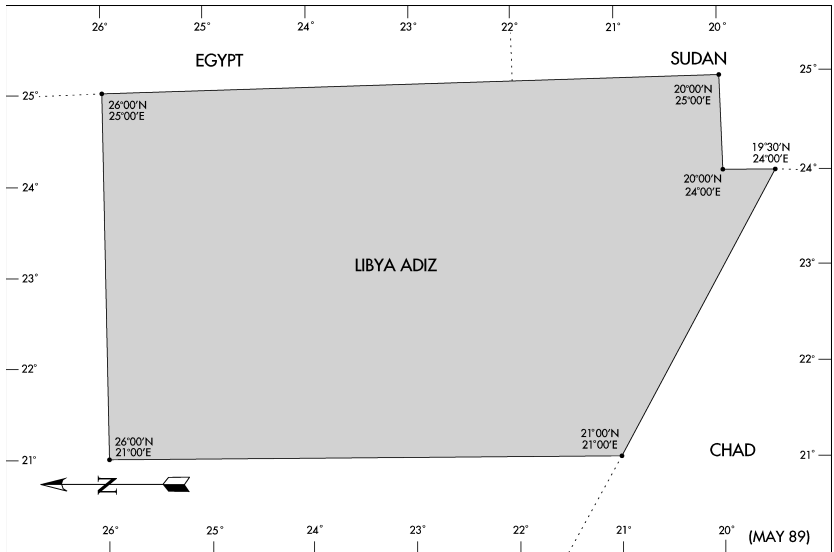 26° 25° 24° 23° 22° 21° 20°
EGYPT
SUDAN
25°
25°
26°00'N
25°00'E
20°00'N
25°00'E
19°30'N
24°00'E
24°
20°00'N
24°00'E
24°
LIBYA ADIZ
23°
23°
22°
22°
26°00'N
21°00'E
21°00'N
21°00'E
CHAD
21°
21°
N
26° 25° 24° 23° 22° 21° 20°
(MAY 89)